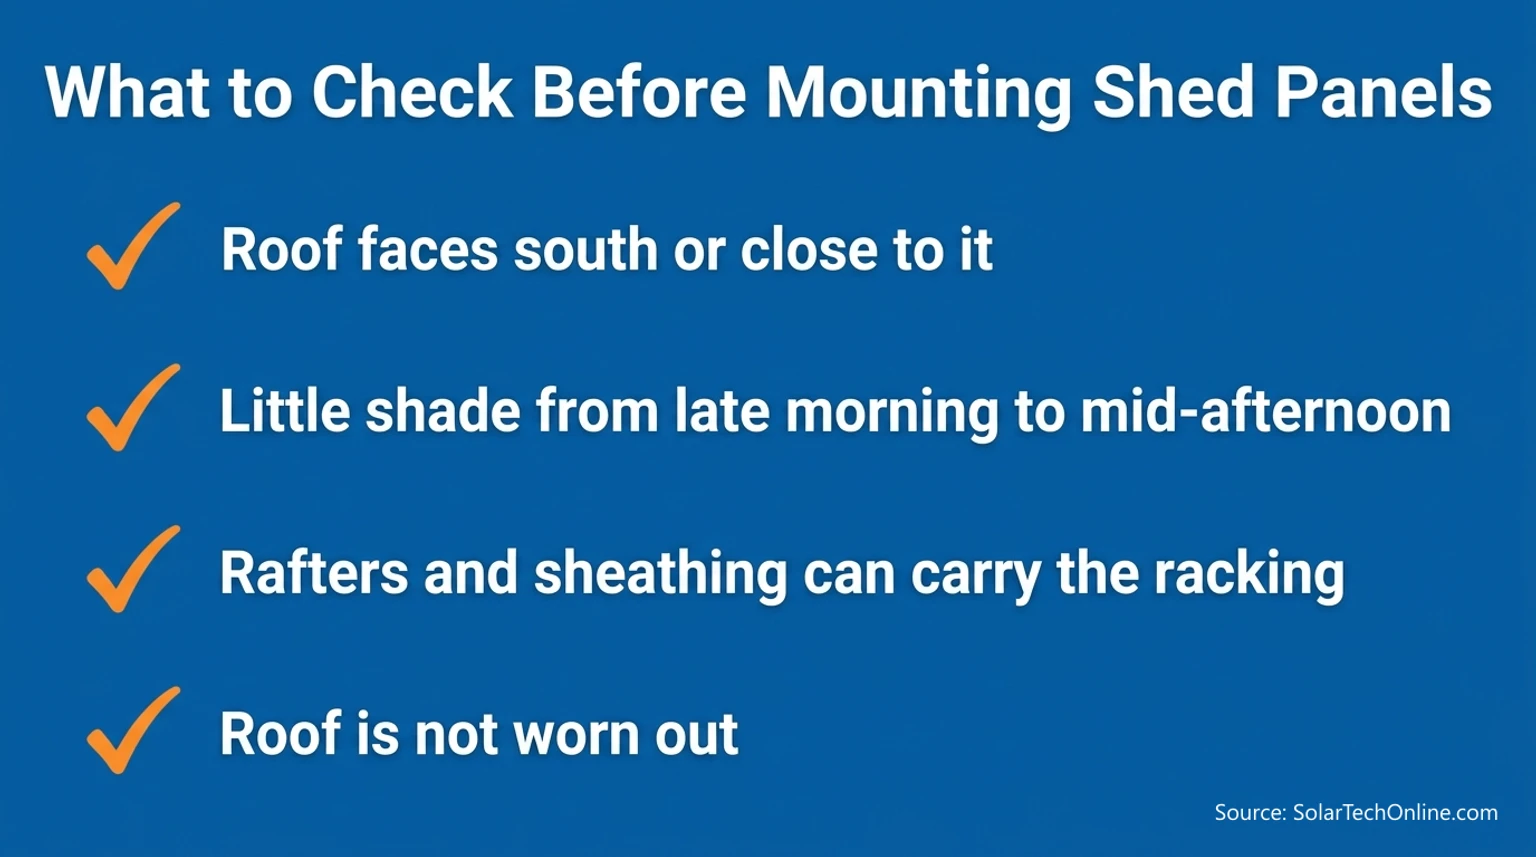 What to Check Before Mounting Shed Panels
Roof faces south or close to it
Little shade from late morning to mid-afternoon
Rafters and sheathing can carry the racking
Roof is not worn out
Source: SolarTechOnline.com